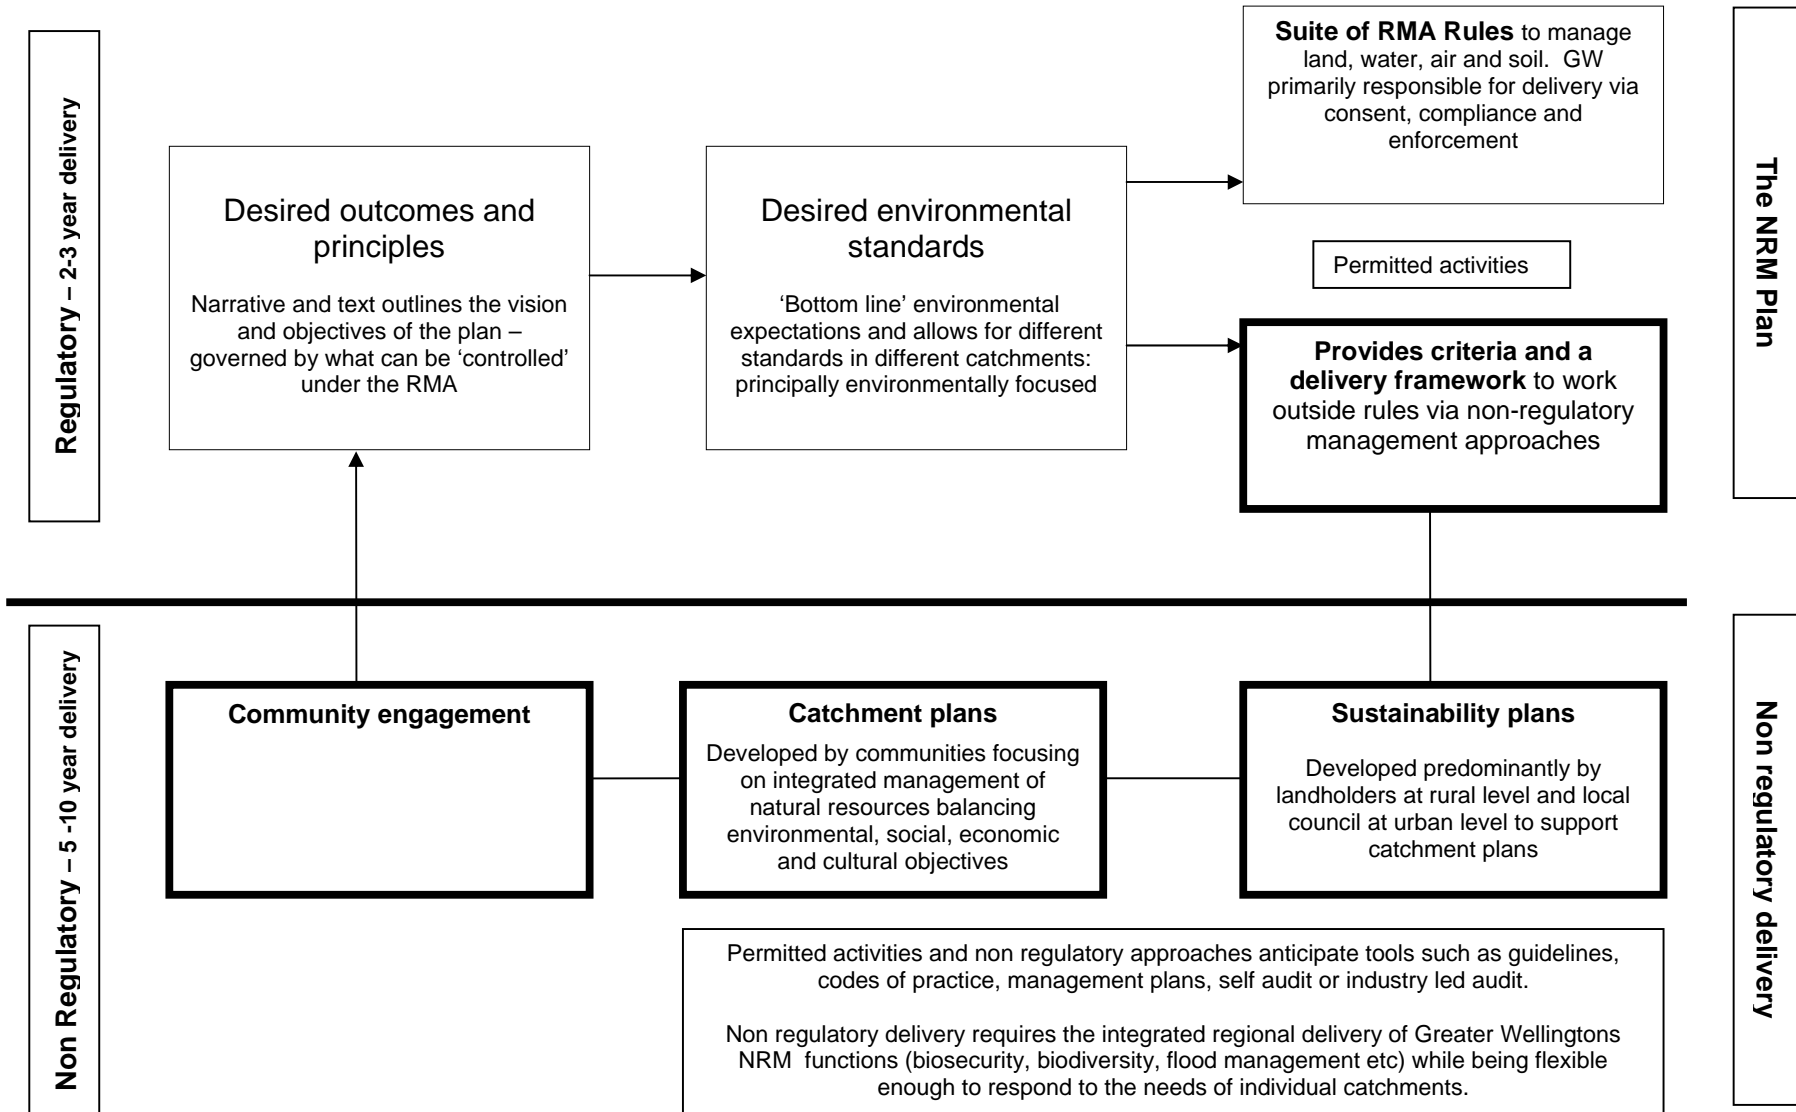 Regulatory – 2-3 year delivery
Desired outcomes and
principles
Narrative and text outlines the vision
and objectives of the plan –
governed by what can be ‘controlled’
under the RMA
Desired environmental
standards
‘Bottom line’ environmental
expectations and allows for different
standards in different catchments:
principally environmentally focused
Suite of RMA Rules to manage
land, water, air and soil.  GW
primarily responsible for delivery via
consent, compliance and
enforcement
Permitted activities
Provides criteria and a
delivery framework to work
outside rules via non-regulatory
management approaches
The NRM Plan
Non Regulatory – 5 -10 year delivery
Community engagement
Catchment plans
Developed by communities focusing
on integrated management of
natural resources balancing
environmental, social, economic
and cultural objectives
Sustainability plans
Developed predominantly by
landholders at rural level and local
council at urban level to support
catchment plans
Non regulatory delivery
Permitted activities and non regulatory approaches anticipate tools such as guidelines,
codes of practice, management plans, self audit or industry led audit.
Non regulatory delivery requires the integrated regional delivery of Greater Wellingtons
NRM  functions (biosecurity, biodiversity, flood management etc) while being flexible
enough to respond to the needs of individual catchments.